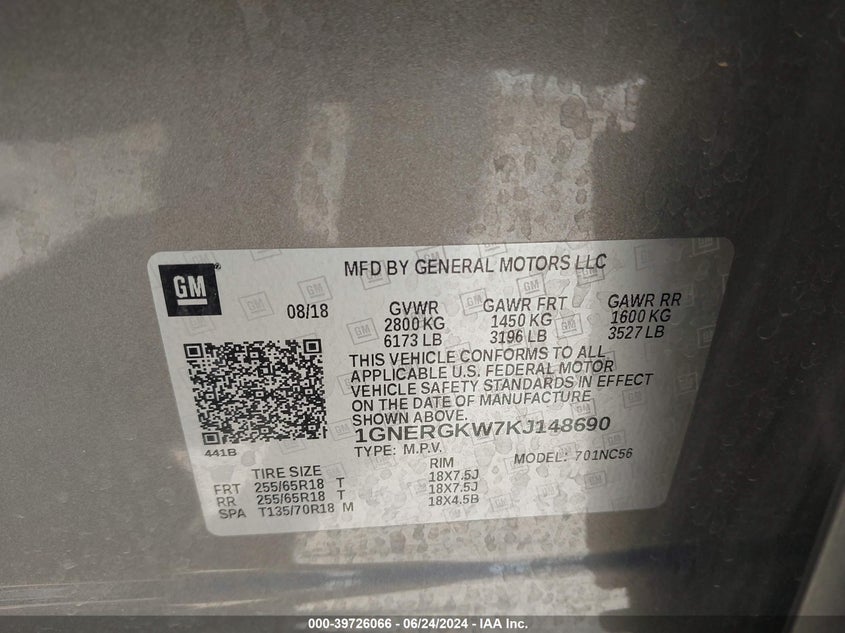 GM
MFD BY GENERAL MOTORS LLC
08/18
GVWR GAWR FRT GAWR RR
2800 KG 1450 KG 1600 KG
6173 LB 3196 LB 3527 LB
THIS VEHICLE CONFORMS TO ALL
APPLICABLE U.S. FEDERAL MOTOR
VEHICLE SAFETY STANDARDS IN EFFECT
ON THE DATE OF MANUFACTURE
SHOWN ABOVE.
1GNERGKW7KJ148690
441B
TYPE: M.P.V. MODEL: 701NC56
TIRE SIZE RIM
FRT 255/65R18 T 18X7.5J
RR 255/65R18 T 18X7.5J
SPA T135/70R18 M 18X4.5B
000-39726066 - 06/24/2024 - IAA Inc.